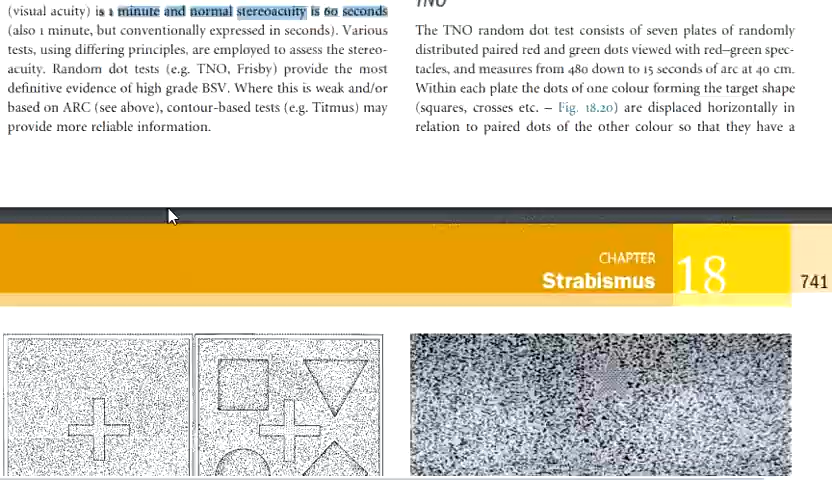 (visual acuity) is 1 minute and normal stereoacuity is 60 seconds
(also 1 minute, but conventionally expressed in seconds). Various
tests, using differing principles, are employed to assess the stereo-
acuity. Random dot tests (e.g. TNO, Frisby) provide the most
definitive evidence of high grade BSV. Where this is weak and/or
based on ARC (see above), contour-based tests (e.g. Titmus) may
provide more reliable information.
TNO
The TNO random dot test consists of seven plates of randomly
distributed paired red and green dots viewed with red–green spec-
tacles, and measures from 480 down to 15 seconds of arc at 40 cm.
Within each plate the dots of one colour forming the target shape
(squares, crosses etc. – Fig. 18.20) are displaced horizontally in
relation to paired dots of the other colour so that they have a
CHAPTER
Strabismus
18
741